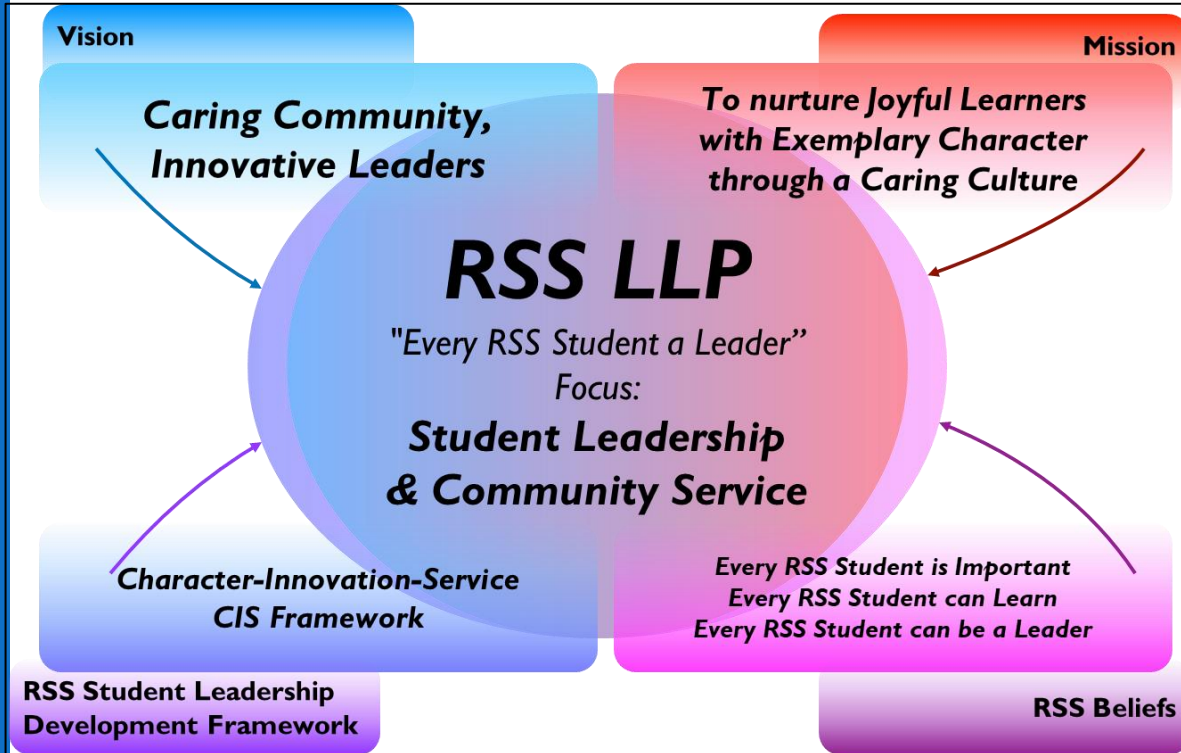 Vision
Caring Community,
Innovative Leaders
Mission
To nurture Joyful Learners
with Exemplary Character
through a Caring Culture
RSS LLP
"Every RSS Student a Leader”
Focus:
Student Leadership
& Community Service
Character-Innovation-Service
CIS Framework
RSS Student Leadership
Development Framework
Every RSS Student is Important
Every RSS Student can Learn
Every RSS Student can be a Leader
RSS Beliefs